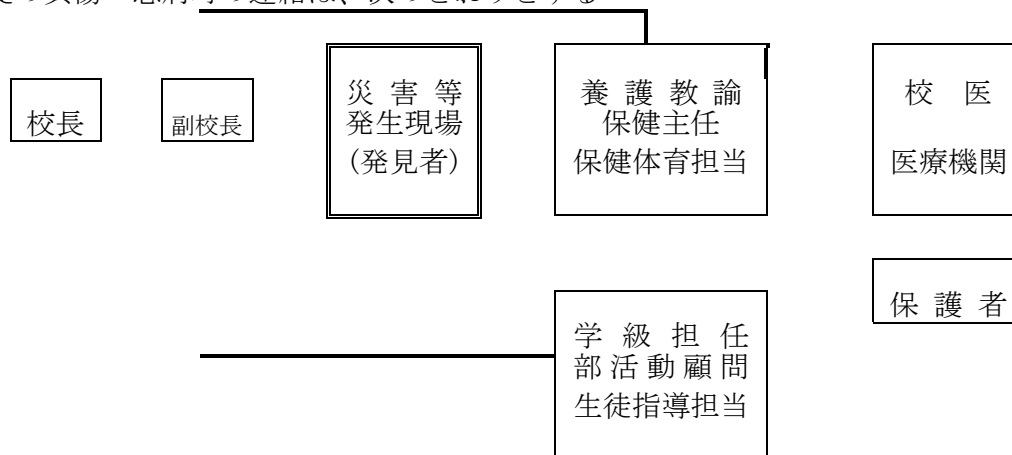 の負傷・急病時の連絡は、次のとおりとする
校長
副校長
災害等
発生現場
(発見者)
養護教諭
保健主任
保健体育担当
校医
医療機関
保護者
学級担任
部活動顧問
生徒指導担当